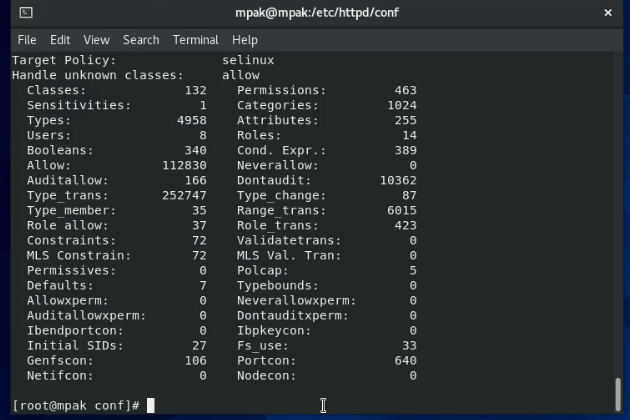 mpak@mpak:/etc/httpd/conf
File Edit View Search Terminal Help
Target Policy: selinux
Handle unknown classes: allow
Classes: 132 Permissions: 463
Sensitivities: 1 Categories: 1024
Types: 4958 Attributes: 255
Users: 8 Roles: 14
Booleans: 340 Cond. Expr.: 389
Allow: 112830 Neverallow: 0
Auditallow: 166 Dontaudit: 10362
Type_trans: 252747 Type_change: 87
Type_member: 35 Range_trans: 6015
Role allow: 37 Role_trans: 423
Constraints: 72 Validatetrans: 0
MLS Constrain: 72 MLS Val. Tran: 0
Permissives: 0 Polcap: 5
Defaults: 7 Typebounds: 0
Allowxperm: 0 Neverallowxperm: 0
Auditallowxperm: 0 Dontauditxperm: 0
Ibendportcon: 0 Ibpkeycon: 0
Initial SIDs: 27 Fs_use: 33
Genfscon: 106 Portcon: 640
Netifcon: 0 Nodecon: 0
[root@mpak conf]#